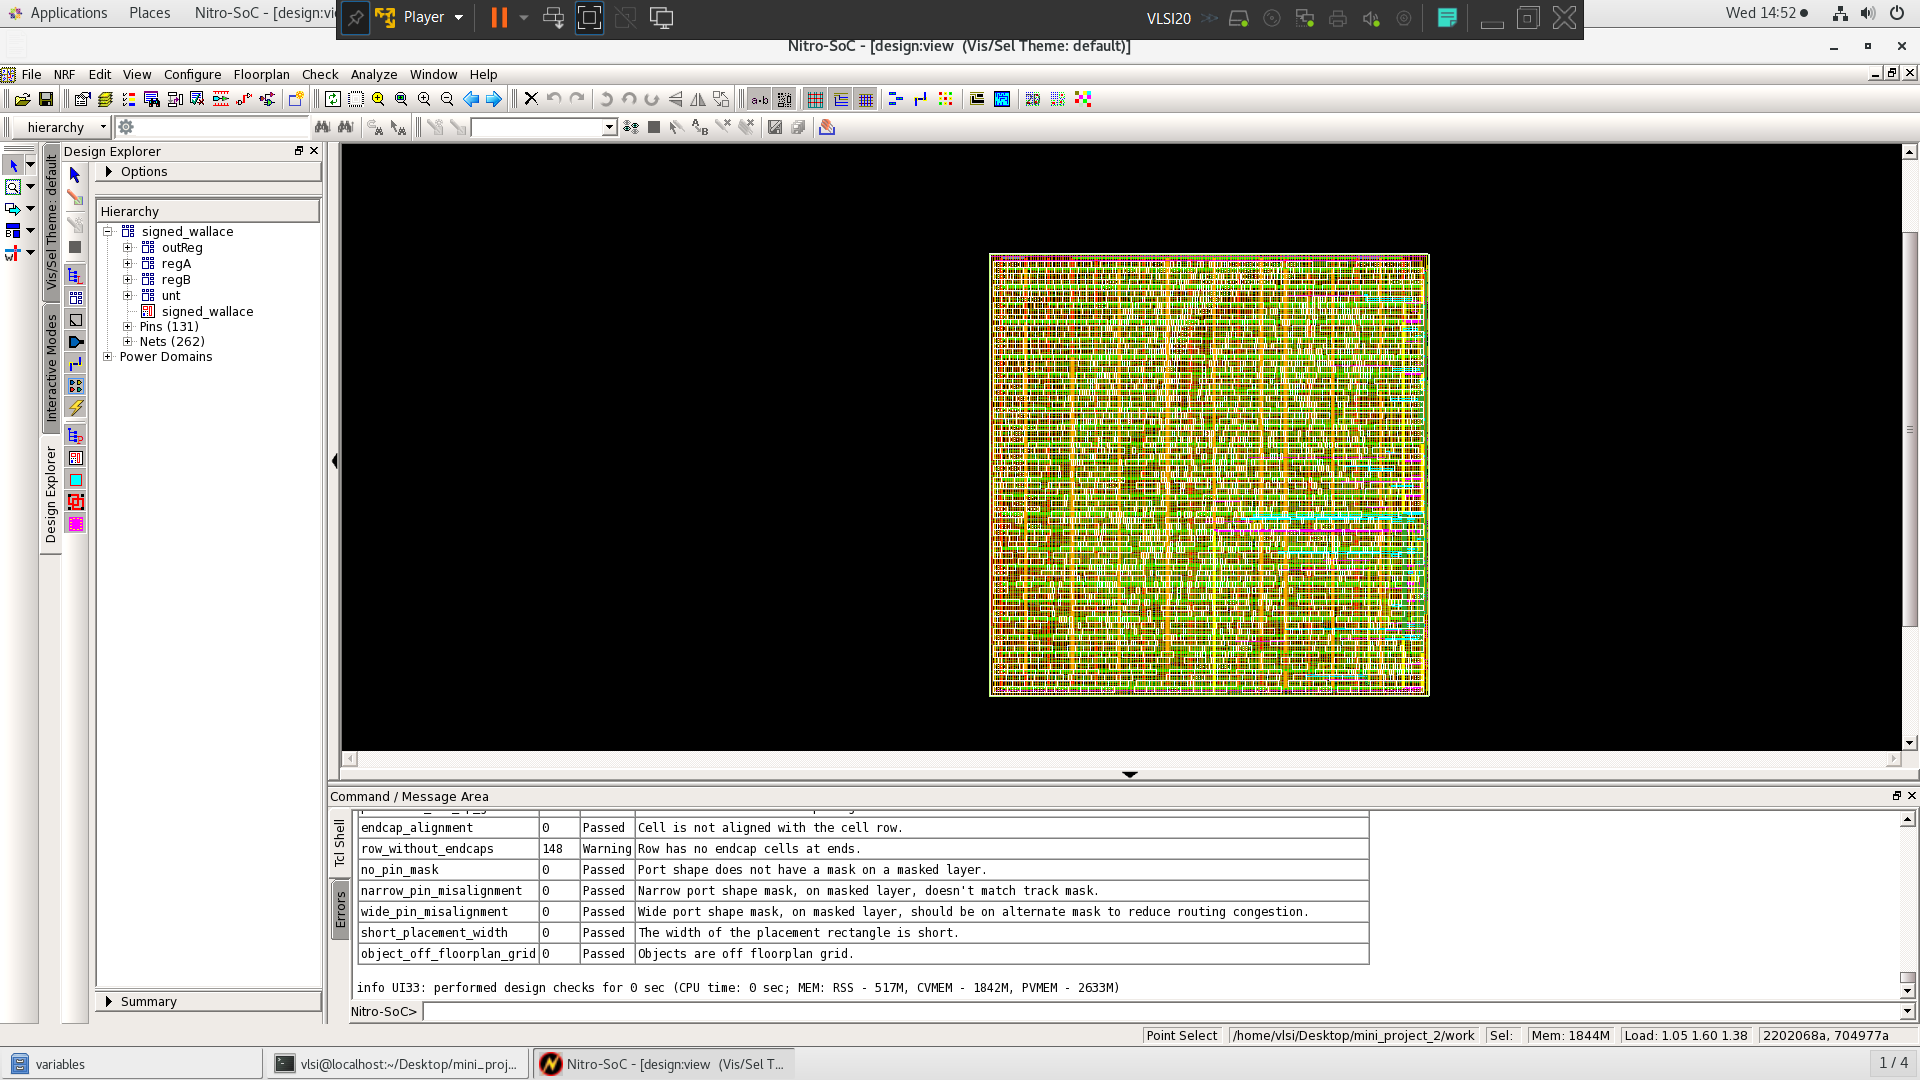 Applications Places Nitro-SoC - [design:vi
Player
VLSI20
Wed 14:52
Nitro-SoC - [design:view (Vis/Sel Theme: default)]
File NRF Edit View Configure Floorplan Check Analyze Window Help
hierarchy
Vis/Sel Theme: default
Interactive Modes
Design Explorer
Design Explorer
Options
Hierarchy
signed_wallace
outReg
regA
regB
unt
signed_wallace
Pins (131)
Nets (262)
Power Domains
Summary
Command / Message Area
Tcl Shell
Errors
endcap_alignment 0 Passed Cell is not aligned with the cell row.
row_without_endcaps 148 Warning Row has no endcap cells at ends.
no_pin_mask 0 Passed Port shape does not have a mask on a masked layer.
narrow_pin_misalignment 0 Passed Narrow port shape mask, on masked layer, doesn't match track mask.
wide_pin_misalignment 0 Passed Wide port shape mask, on masked layer, should be on alternate mask to reduce routing congestion.
short_placement_width 0 Passed The width of the placement rectangle is short.
object_off_floorplan_grid 0 Passed Objects are off floorplan grid.
info UI33: performed design checks for 0 sec (CPU time: 0 sec; MEM: RSS - 517M, CVMEM - 1842M, PVMEM - 2633M)
Nitro-SoC>
Point Select /home/vlsi/Desktop/mini_project_2/work Sel: Mem: 1844M Load: 1.05 1.60 1.38 2202068a, 704977a
variables vlsi@localhost:~/Desktop/mini_proj... Nitro-SoC - [design:view (Vis/Sel T... 1 / 4